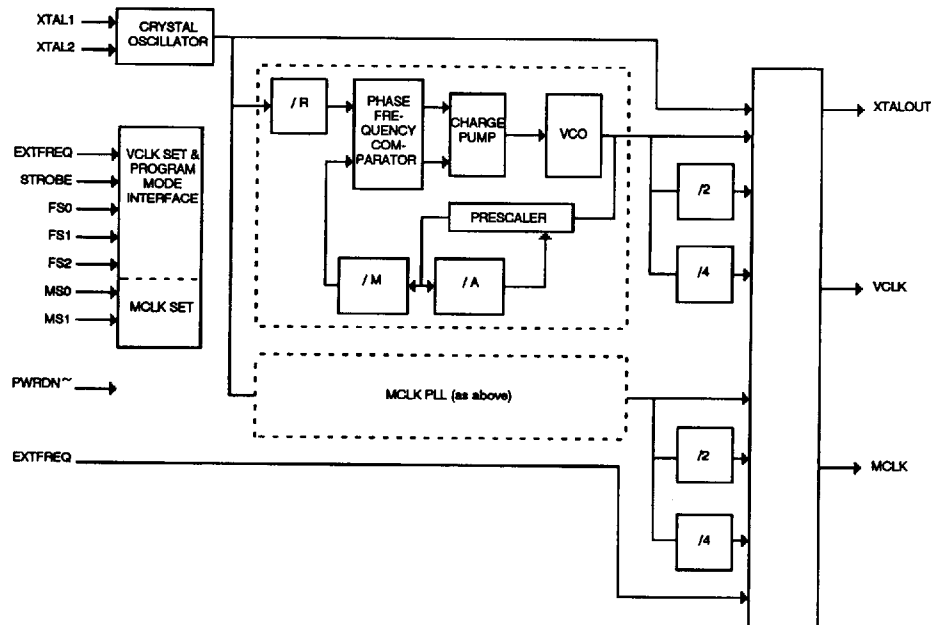 XTAL1
XTAL2
CRYSTAL
OSCILLATOR
EXTFREQ
STROBE
FS0
FS1
FS2
MS0
MS1
VCLK SET &
PROGRAM
MODE
INTERFACE
MCLK SET
PWRDN~
EXTFREQ
/ R
PHASE
FRE-
QUENCY
COM-
PARATOR
CHARGE
PUMP
VCO
PRESCALER
/ M
/ A
/2
/4
MCLK PLL (as above)
/2
/4
XTALOUT
VCLK
MCLK